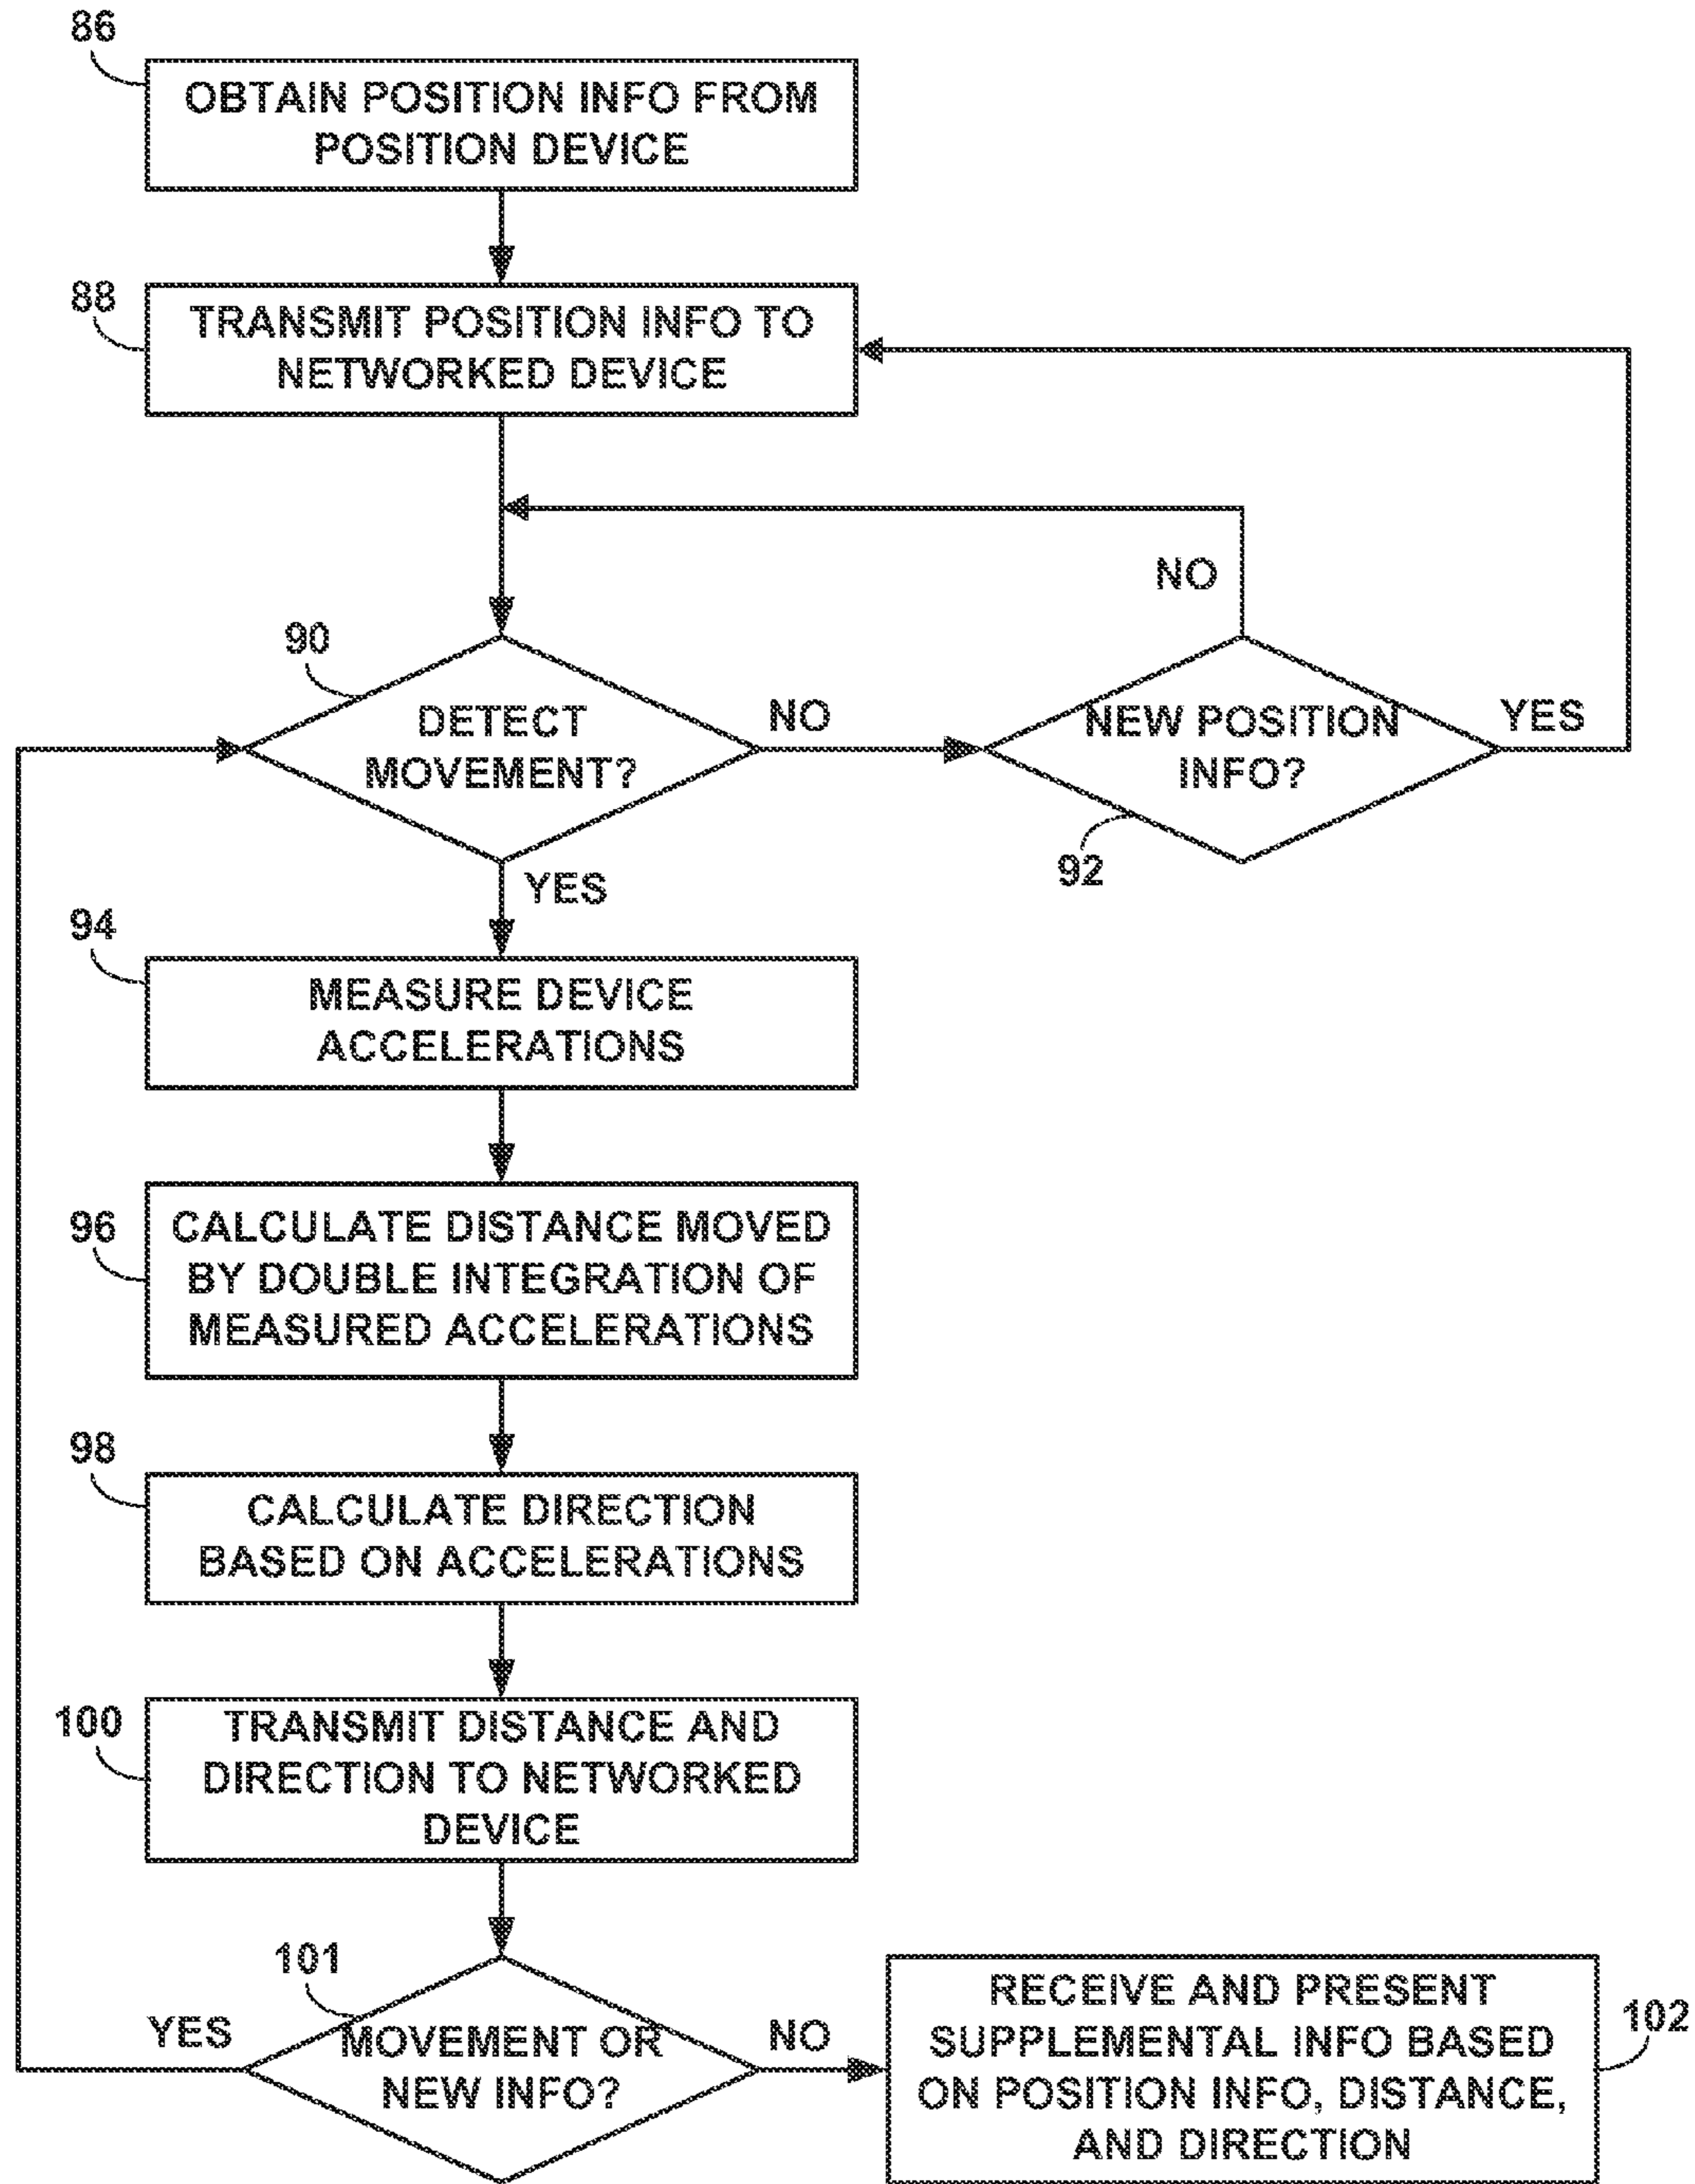 86
OBTAIN POSITION INFO FROM
POSITION DEVICE
88
TRANSMIT POSITION INFO TO
NETWORKED DEVICE
NO
90
DETECT
MOVEMENT?
NO
NEW POSITION
INFO?
YES
92
YES
94
MEASURE DEVICE
ACCELERATIONS
96
CALCULATE DISTANCE MOVED
BY DOUBLE INTEGRATION OF
MEASURED ACCELERATIONS
98
CALCULATE DIRECTION
BASED ON ACCELERATIONS
100
TRANSMIT DISTANCE AND
DIRECTION TO NETWORKED
DEVICE
101
YES
MOVEMENT OR
NEW INFO?
NO
RECEIVE AND PRESENT
SUPPLEMENTAL INFO BASED
ON POSITION INFO, DISTANCE,
AND DIRECTION
102